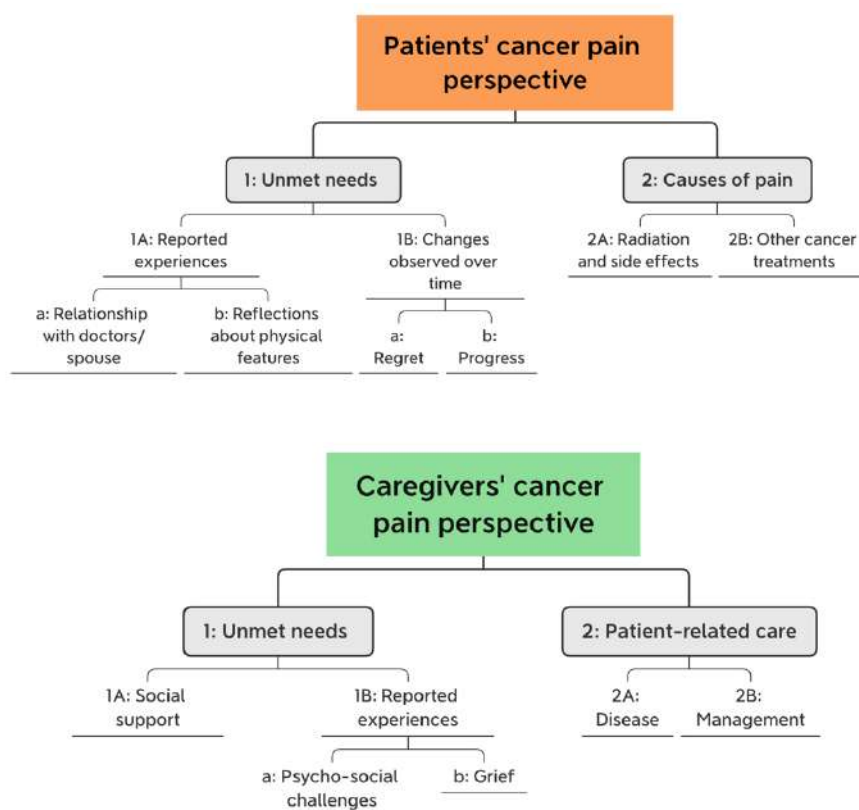 Patients' cancer pain
perspective
1: Unmet needs
2: Causes of pain
1A: Reported
experiences
1B: Changes
observed over
time
2A: Radiation
and side effects
2B: Other cancer
treatments
a: Relationship
with doctors/
spouse
b: Reflections
about physical
features
a:
Regret
b:
Progress
Caregivers' cancer
pain perspective
1: Unmet needs
2: Patient-related care
1A: Social
support
1B: Reported
experiences
2A:
Disease
2B:
Management
a: Psycho-social
challenges
b: Grief